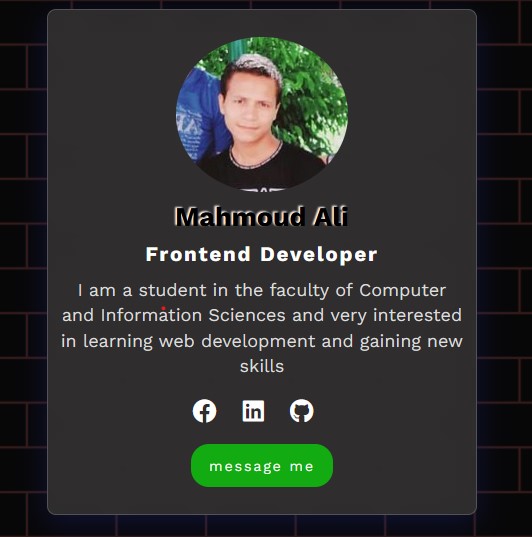 Mahmoud Ali
Frontend Developer
I am a student in the faculty of Computer
and Information Sciences and very interested
in learning web development and gaining new
skills
message me